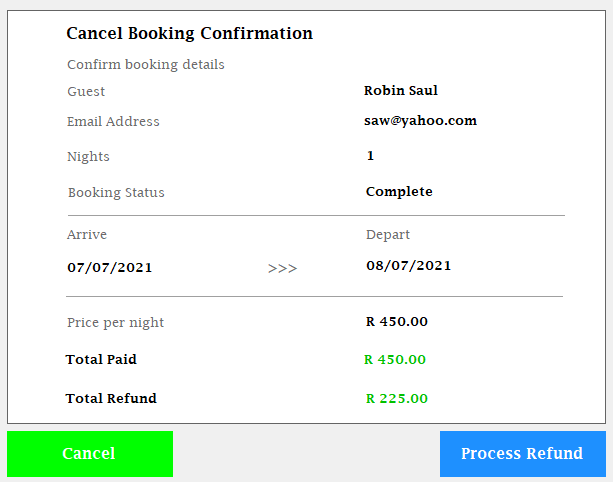 Cancel Booking Confirmation
Confirm booking details
Guest Robin Saul
Email Address saw@yahoo.com
Nights 1
Booking Status Complete
Arrive Depart
07/07/2021 >>> 08/07/2021
Price per night R 450.00
Total Paid R 450.00
Total Refund R 225.00
Cancel Process Refund